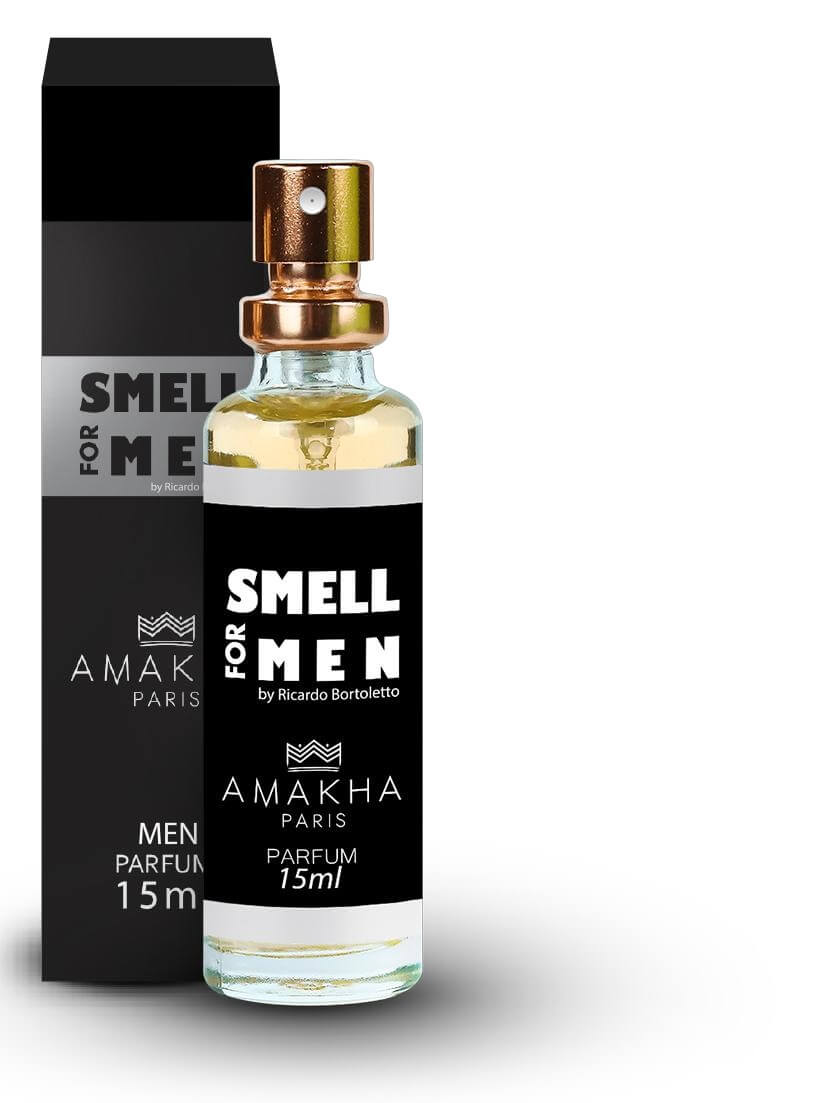 SMELL
FOR MEN
by Ricardo
AMAKH
PARIS
MEN
PARFUM
15m
SMELL
FOR MEN
by Ricardo Bortoletto
AMAKHA
PARIS
PARFUM
15ml